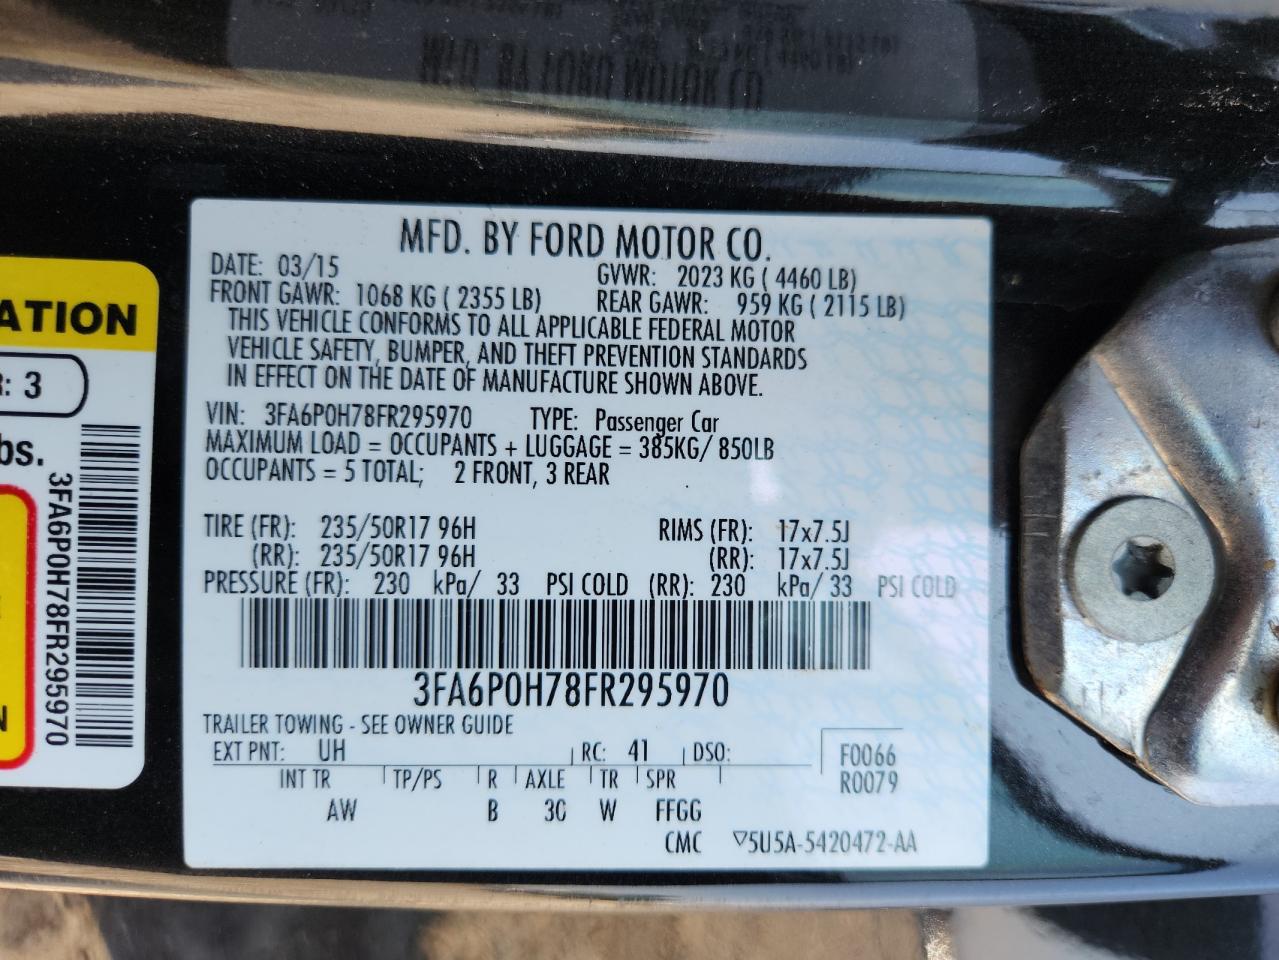 MFD. BY FORD MOTOR CO.
DATE: 03/15 GVWR: 2023 KG ( 4460 LB)
FRONT GAWR: 1068 KG ( 2355 LB) REAR GAWR: 959 KG ( 2115 LB)
THIS VEHICLE CONFORMS TO ALL APPLICABLE FEDERAL MOTOR
VEHICLE SAFETY, BUMPER, AND THEFT PREVENTION STANDARDS
IN EFFECT ON THE DATE OF MANUFACTURE SHOWN ABOVE.
VIN: 3FA6P0H78FR295970 TYPE: Passenger Car
MAXIMUM LOAD = OCCUPANTS + LUGGAGE = 385KG/ 850LB
OCCUPANTS = 5 TOTAL; 2 FRONT, 3 REAR
TIRE (FR): 235/50R17 96H RIMS (FR): 17x7.5J
(RR): 235/50R17 96H (RR): 17x7.5J
PRESSURE (FR): 230 kPa/ 33 PSI COLD (RR): 230 kPa/ 33 PSI COLD
3FA6P0H78FR295970
TRAILER TOWING - SEE OWNER GUIDE
EXT PNT: UH RC: 41 DSO: F0066
INT TR TP/PS R AXLE TR SPR R0079
AW B 30 W FFGG
CMC ▽5U5A-5420472-AA
ATION
R: 3
bs.
3FA6P0H78FR295970
N